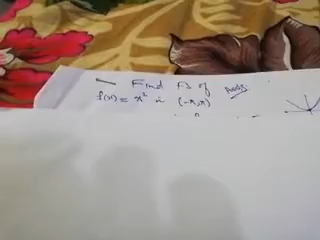 Find FS of
f(x) = x² in (-π,π)